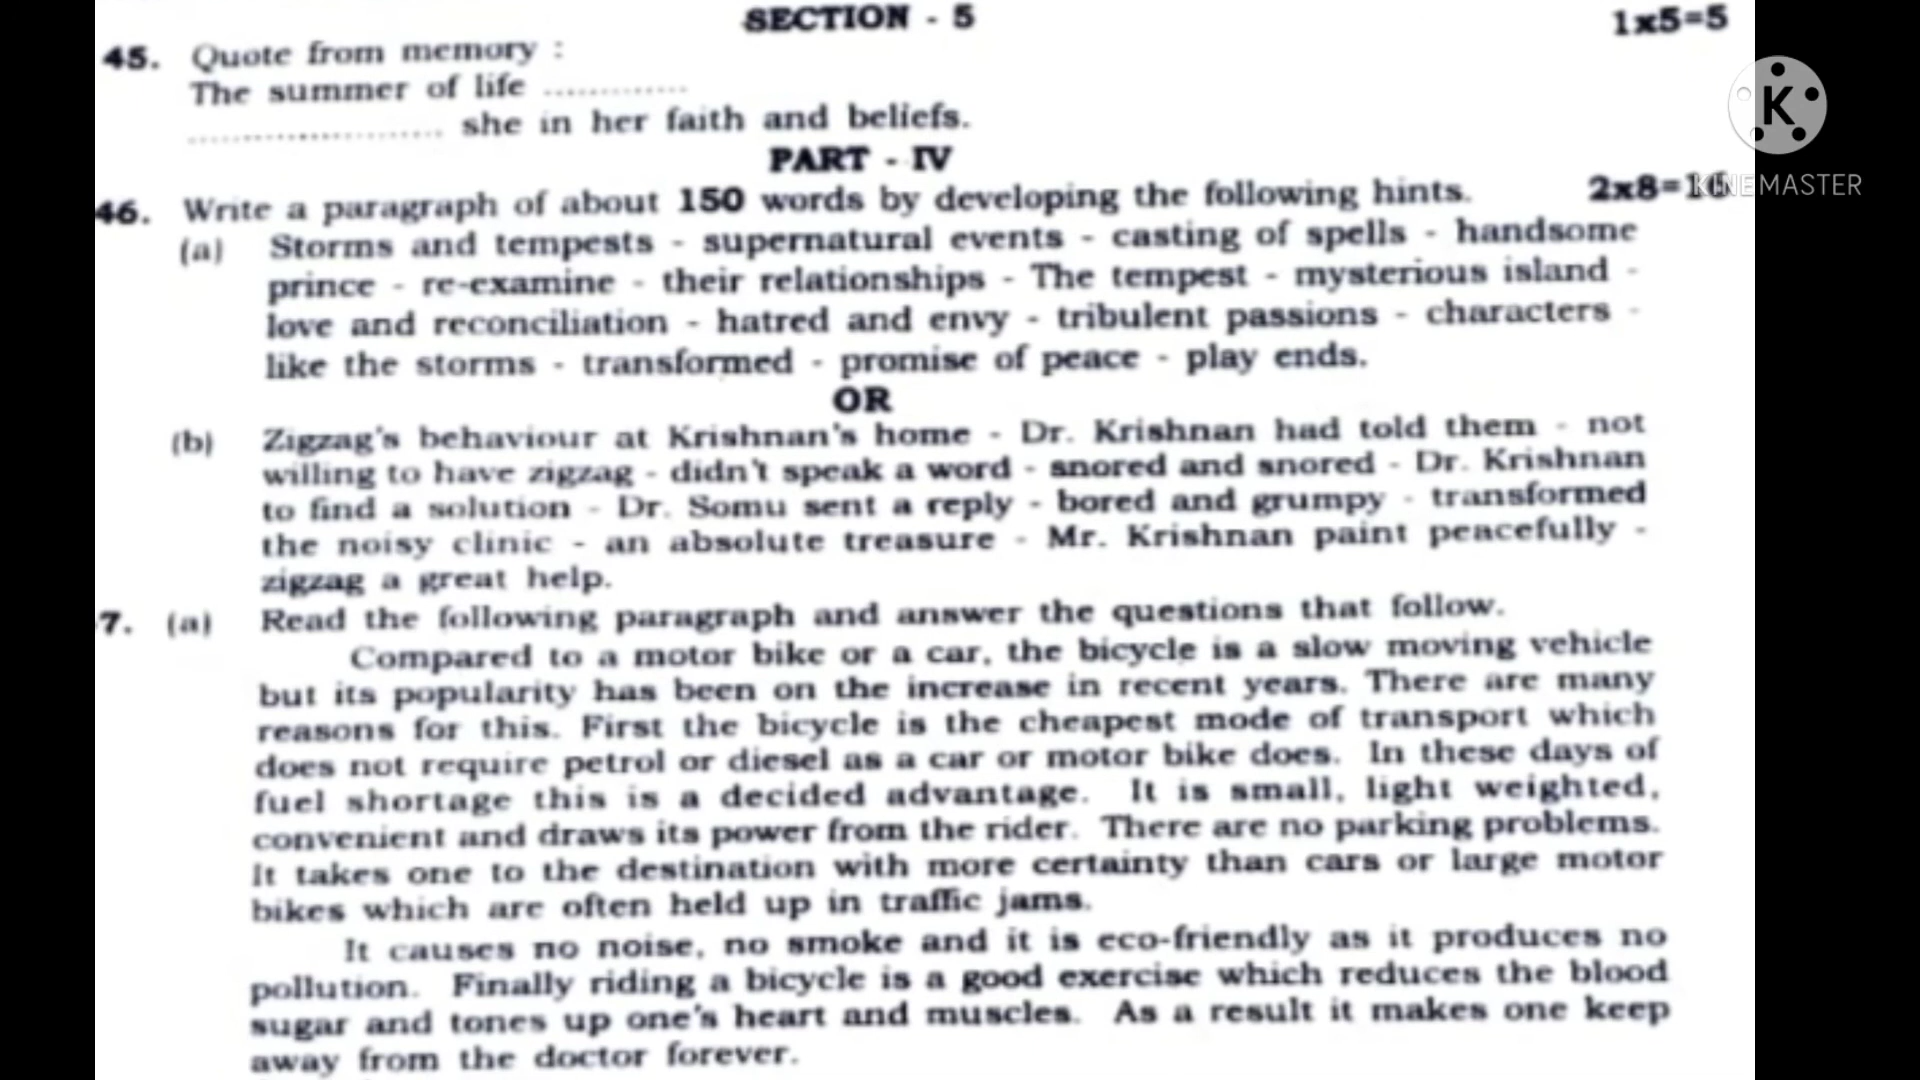 SECTION - 5 1x5=5
45. Quote from memory :
The summer of life .............
........................ she in her faith and beliefs.
PART - IV
46. Write a paragraph of about 150 words by developing the following hints. 2x8=16
(a) Storms and tempests - supernatural events - casting of spells - handsome
prince - re-examine - their relationships - The tempest - mysterious island -
love and reconciliation - hatred and envy - tribulent passions - characters -
like the storms - transformed - promise of peace - play ends.
OR
(b) Zigzag's behaviour at Krishnan's home - Dr. Krishnan had told them - not
willing to have zigzag - didn't speak a word - snored and snored - Dr. Krishnan
to find a solution - Dr. Somu sent a reply - bored and grumpy - transformed
the noisy clinic - an absolute treasure - Mr. Krishnan paint peacefully -
zigzag a great help.
7. (a) Read the following paragraph and answer the questions that follow.
Compared to a motor bike or a car, the bicycle is a slow moving vehicle
but its popularity has been on the increase in recent years. There are many
reasons for this. First the bicycle is the cheapest mode of transport which
does not require petrol or diesel as a car or motor bike does. In these days of
fuel shortage this is a decided advantage. It is small, light weighted,
convenient and draws its power from the rider. There are no parking problems.
It takes one to the destination with more certainty than cars or large motor
bikes which are often held up in traffic jams.
It causes no noise, no smoke and it is eco-friendly as it produces no
pollution. Finally riding a bicycle is a good exercise which reduces the blood
sugar and tones up one's heart and muscles. As a result it makes one keep
away from the doctor forever.
K
KINEMASTER